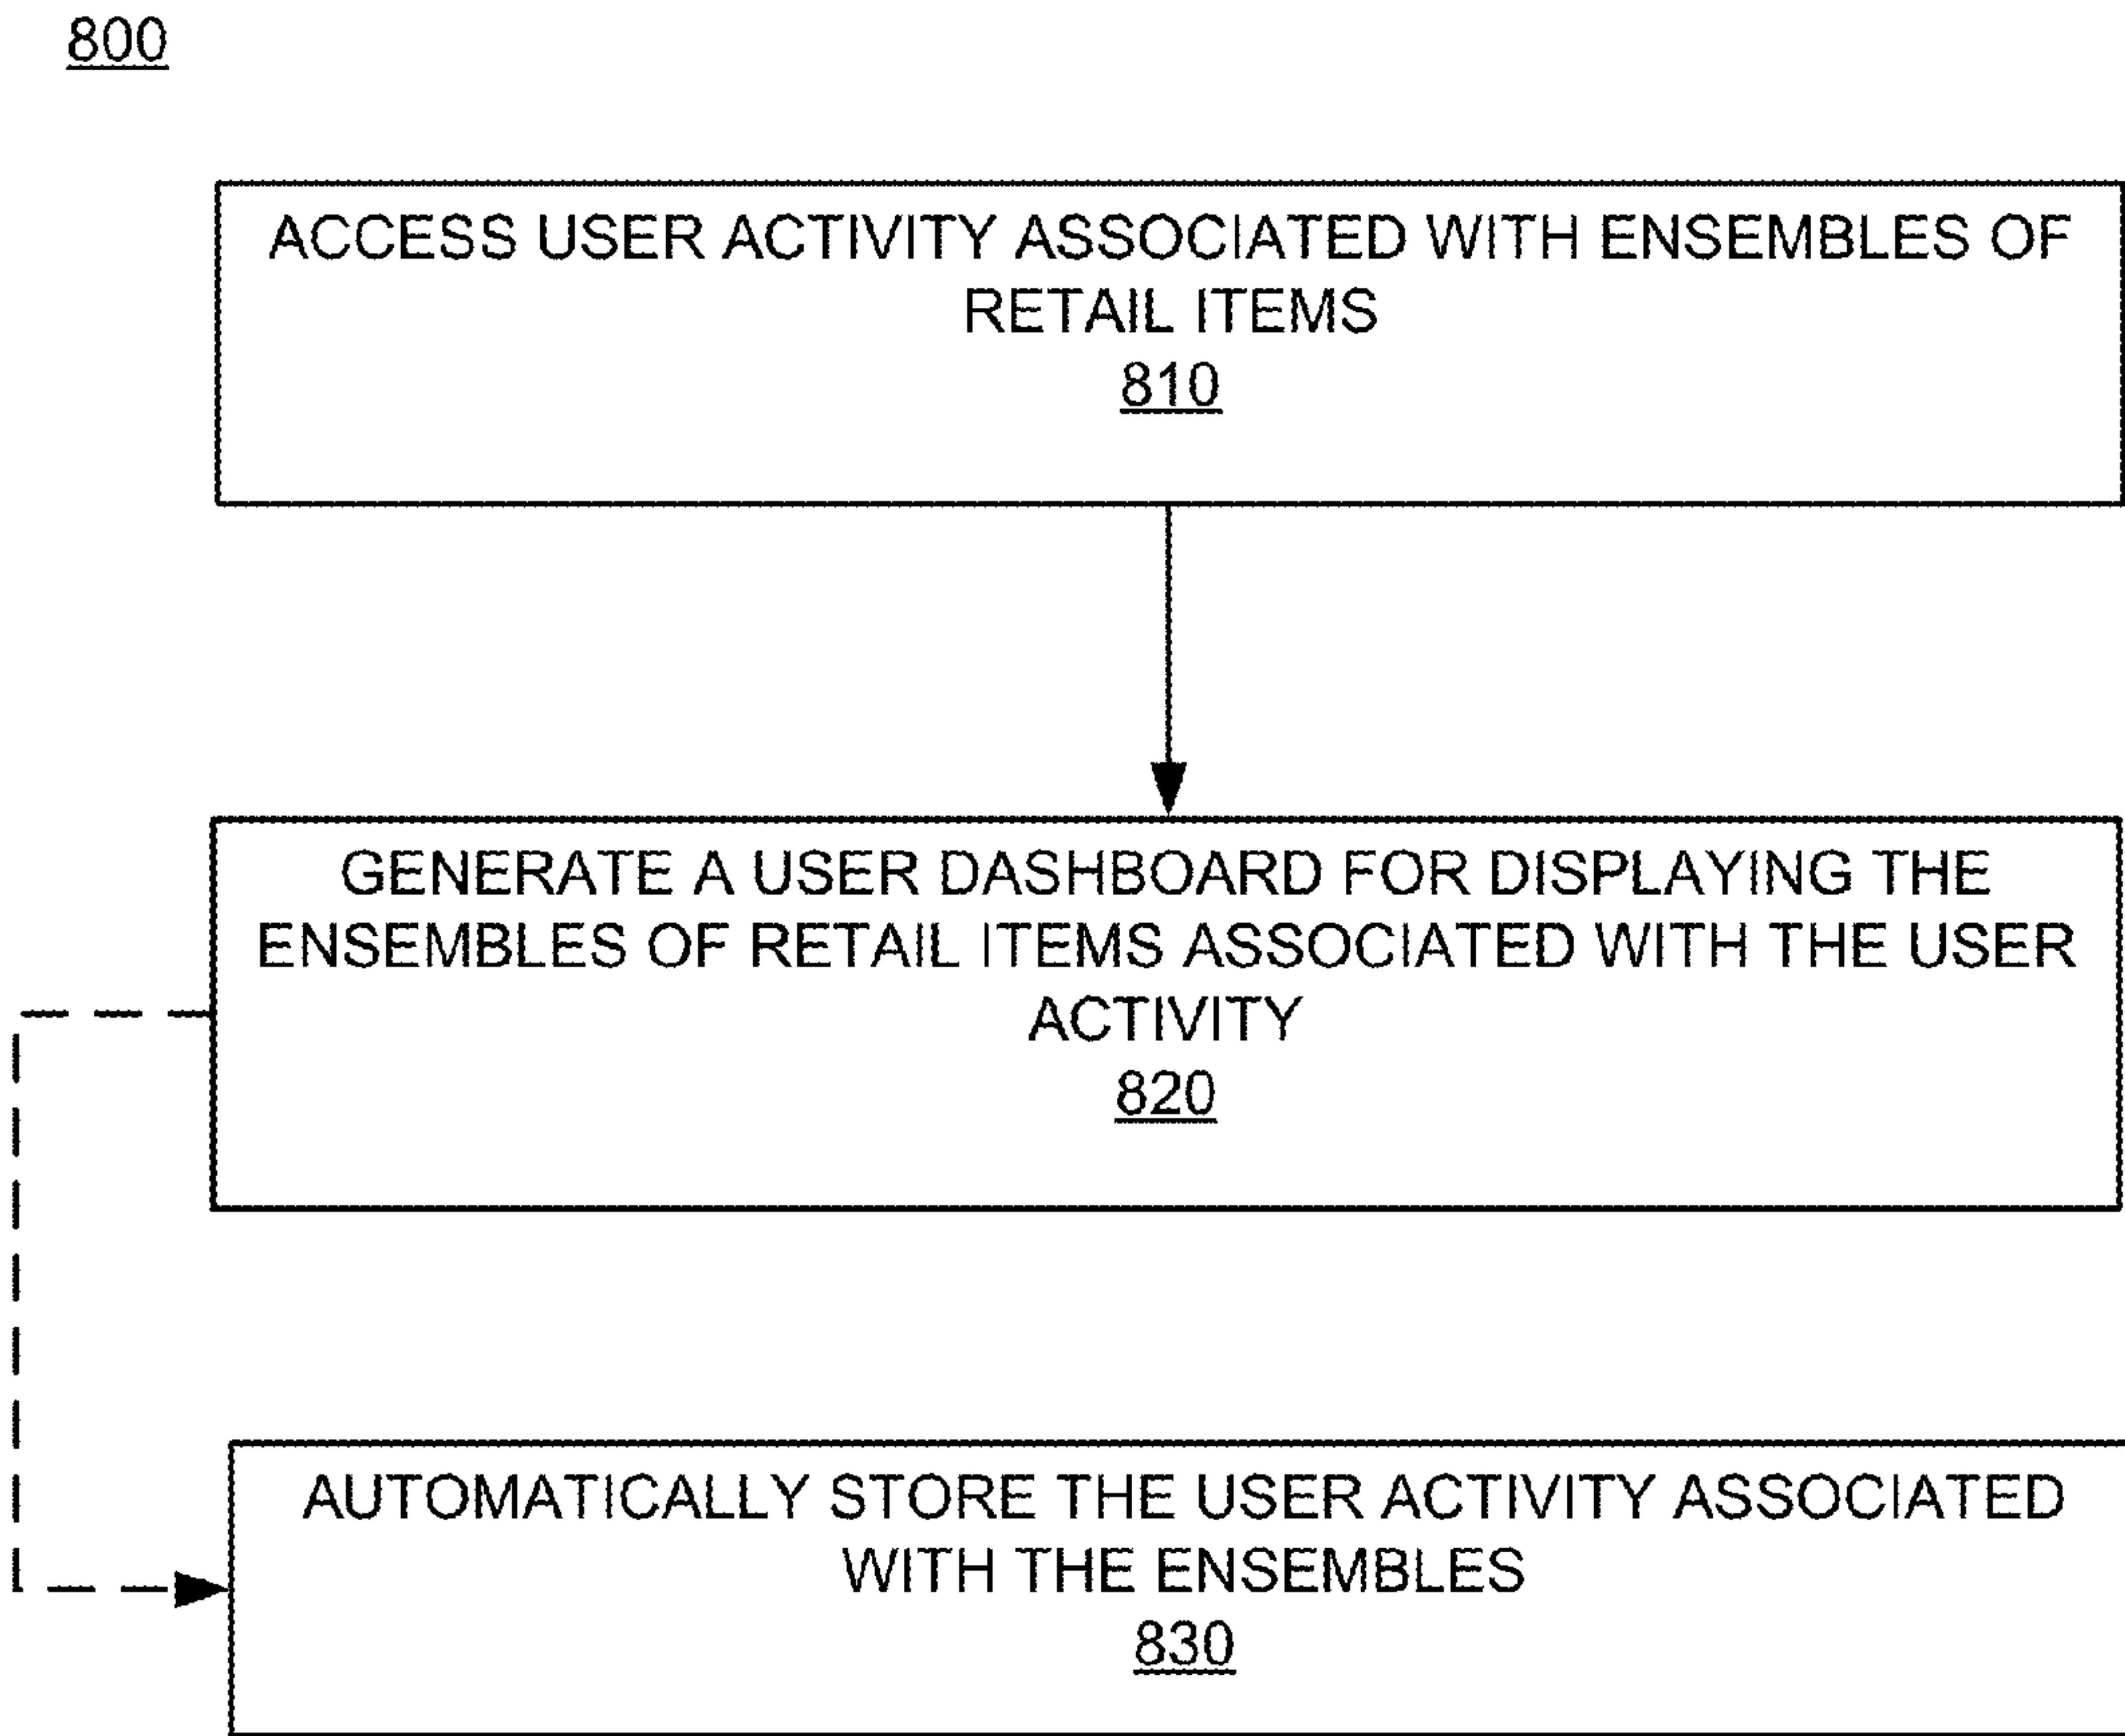 800
ACCESS USER ACTIVITY ASSOCIATED WITH ENSEMBLES OF
RETAIL ITEMS
810
GENERATE A USER DASHBOARD FOR DISPLAYING THE
ENSEMBLES OF RETAIL ITEMS ASSOCIATED WITH THE USER
ACTIVITY
820
AUTOMATICALLY STORE THE USER ACTIVITY ASSOCIATED
WITH THE ENSEMBLES
830